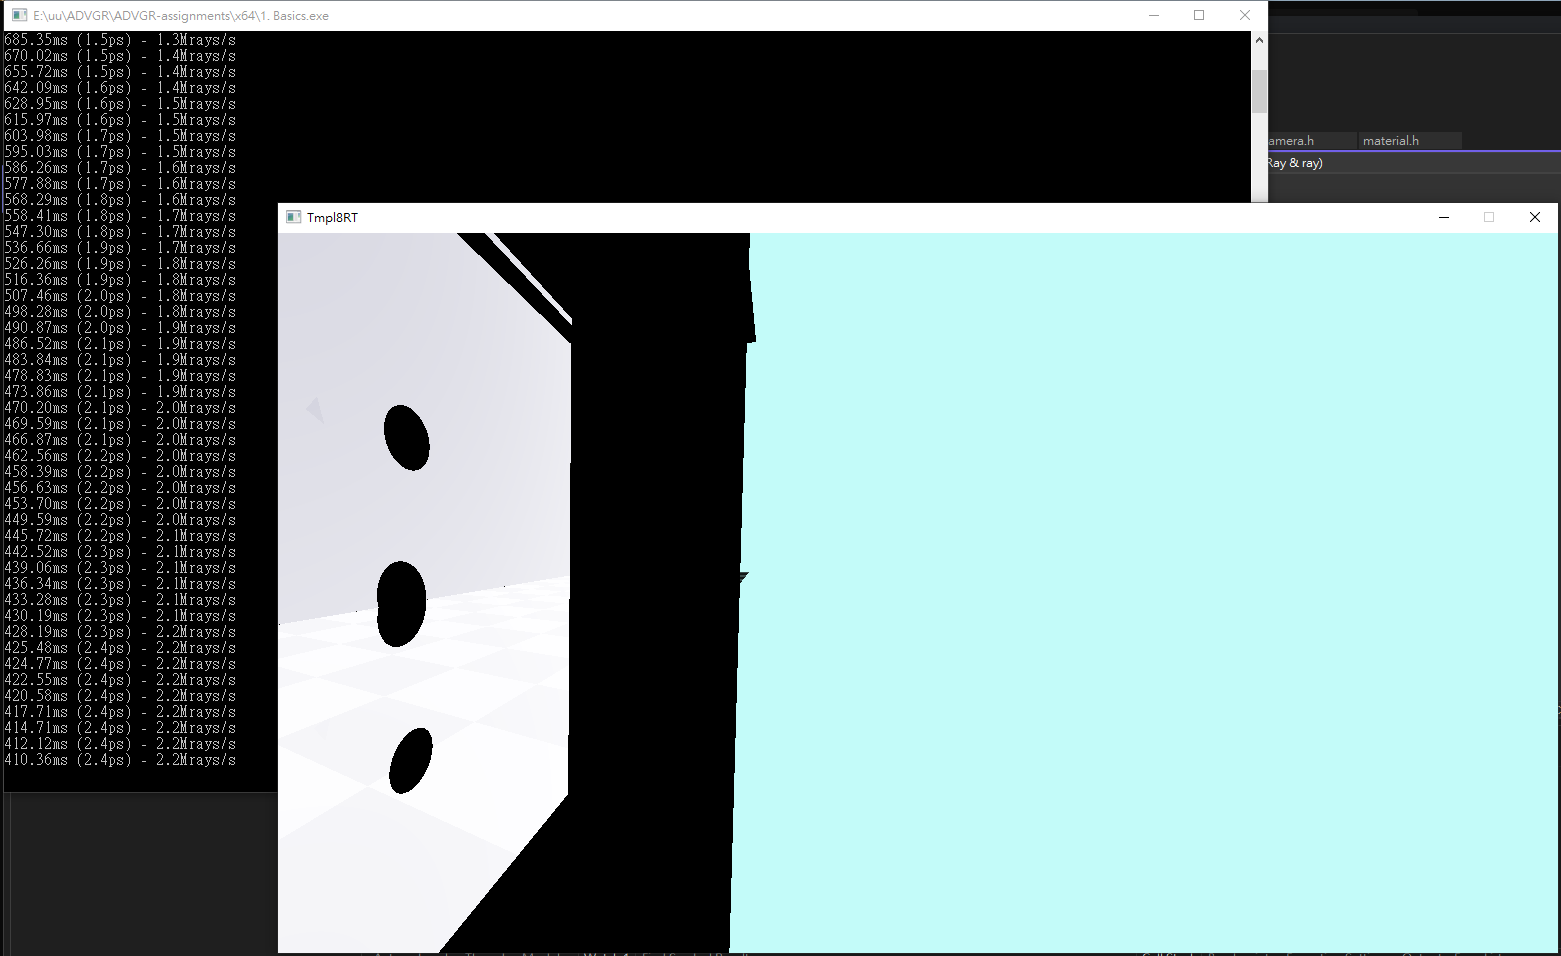 E:\uu\ADVGR\ADVGR-assignments\x64\1. Basics.exe
685.35ms (1.5ps) - 1.3Mrays/s
670.02ms (1.5ps) - 1.4Mrays/s
655.72ms (1.5ps) - 1.4Mrays/s
642.09ms (1.6ps) - 1.4Mrays/s
628.95ms (1.6ps) - 1.5Mrays/s
615.97ms (1.6ps) - 1.5Mrays/s
603.98ms (1.7ps) - 1.5Mrays/s
595.03ms (1.7ps) - 1.5Mrays/s
586.26ms (1.7ps) - 1.6Mrays/s
577.88ms (1.7ps) - 1.6Mrays/s
568.29ms (1.8ps) - 1.6Mrays/s
558.41ms (1.8ps) - 1.7Mrays/s
547.30ms (1.8ps) - 1.7Mrays/s
536.66ms (1.9ps) - 1.7Mrays/s
526.26ms (1.9ps) - 1.8Mrays/s
516.36ms (1.9ps) - 1.8Mrays/s
507.46ms (2.0ps) - 1.8Mrays/s
498.28ms (2.0ps) - 1.8Mrays/s
490.87ms (2.0ps) - 1.9Mrays/s
486.52ms (2.1ps) - 1.9Mrays/s
483.84ms (2.1ps) - 1.9Mrays/s
478.83ms (2.1ps) - 1.9Mrays/s
473.86ms (2.1ps) - 1.9Mrays/s
470.20ms (2.1ps) - 2.0Mrays/s
469.59ms (2.1ps) - 2.0Mrays/s
466.87ms (2.1ps) - 2.0Mrays/s
462.56ms (2.2ps) - 2.0Mrays/s
458.39ms (2.2ps) - 2.0Mrays/s
456.63ms (2.2ps) - 2.0Mrays/s
453.70ms (2.2ps) - 2.0Mrays/s
449.59ms (2.2ps) - 2.0Mrays/s
445.72ms (2.2ps) - 2.1Mrays/s
442.52ms (2.3ps) - 2.1Mrays/s
439.06ms (2.3ps) - 2.1Mrays/s
436.34ms (2.3ps) - 2.1Mrays/s
433.28ms (2.3ps) - 2.1Mrays/s
430.19ms (2.3ps) - 2.1Mrays/s
428.19ms (2.3ps) - 2.2Mrays/s
425.48ms (2.4ps) - 2.2Mrays/s
424.77ms (2.4ps) - 2.2Mrays/s
422.55ms (2.4ps) - 2.2Mrays/s
420.58ms (2.4ps) - 2.2Mrays/s
417.71ms (2.4ps) - 2.2Mrays/s
414.71ms (2.4ps) - 2.2Mrays/s
412.12ms (2.4ps) - 2.2Mrays/s
410.36ms (2.4ps) - 2.2Mrays/s
amera.h material.h
Ray & ray)
Tmpl8RT